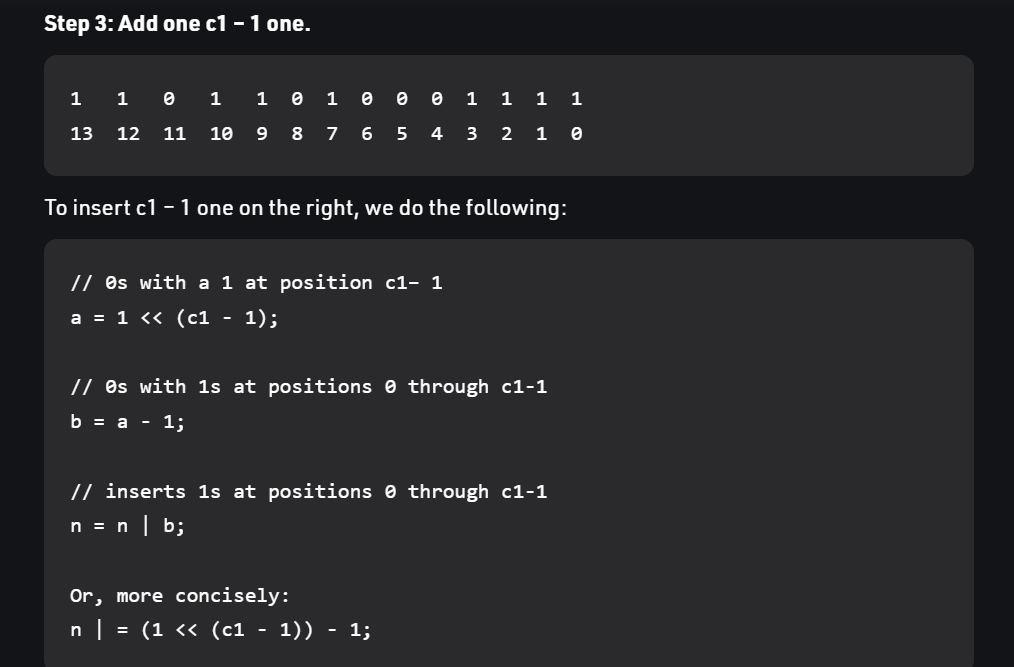 Step 3: Add one c1 – 1 one.
1 1 0 1 1 0 1 0 0 0 1 1 1 1
13 12 11 10 9 8 7 6 5 4 3 2 1 0
To insert c1 – 1 one on the right, we do the following:
// 0s with a 1 at position c1– 1
a = 1 << (c1 - 1);
// 0s with 1s at positions 0 through c1-1
b = a - 1;
// inserts 1s at positions 0 through c1-1
n = n | b;
Or, more concisely:
n | = (1 << (c1 - 1)) - 1;